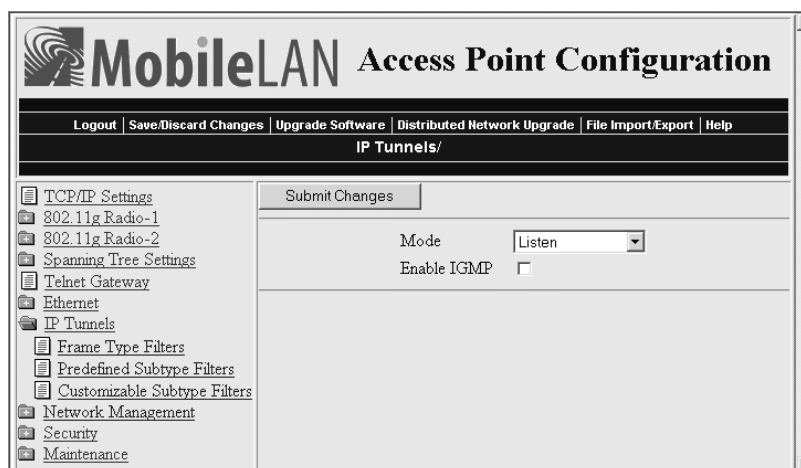 MobileLAN Access Point Configuration
Logout | Save/Discard Changes | Upgrade Software | Distributed Network Upgrade | File Import/Export | Help
IP Tunnels/
TCP/IP Settings
802.11g Radio-1
802.11g Radio-2
Spanning Tree Settings
Telnet Gateway
Ethernet
IP Tunnels
Frame Type Filters
Predefined Subtype Filters
Customizable Subtype Filters
Network Management
Security
Maintenance
Submit Changes
Mode Listen
Enable IGMP